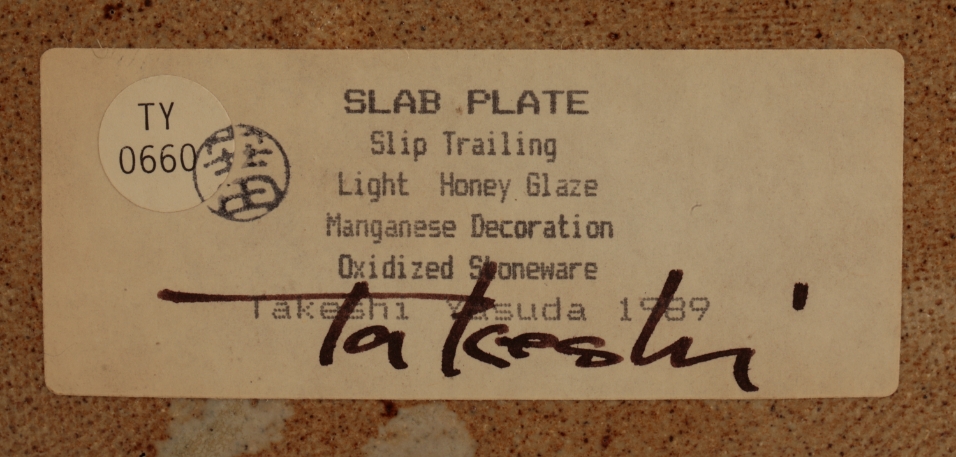 TY
0660
SLAB PLATE
Slip Trailing
Light Honey Glaze
Manganese Decoration
Oxidized Stoneware
Takeshi Yasuda 1989
Takeshi